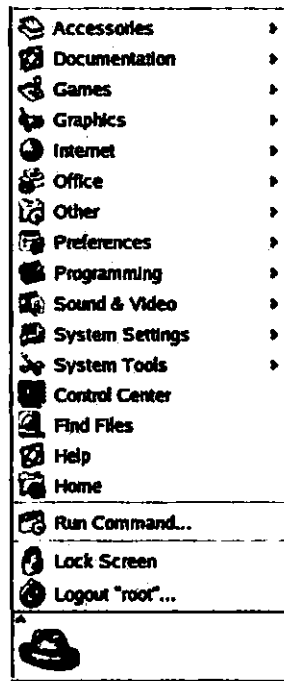 Accessories
Documentation
Games
Graphics
Internet
Office
Other
Preferences
Programming
Sound & Video
System Settings
System Tools
Control Center
Find Files
Help
Home
Run Command...
Lock Screen
Logout "root"...